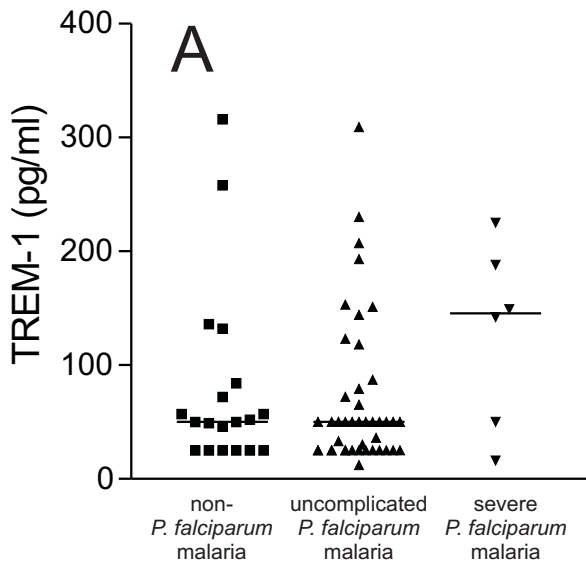 A
TREM-1 (pg/ml)
400
300
200
100
0
non-
P. falciparum
malaria
uncomplicated
P. falciparum
malaria
severe
P. falciparum
malaria